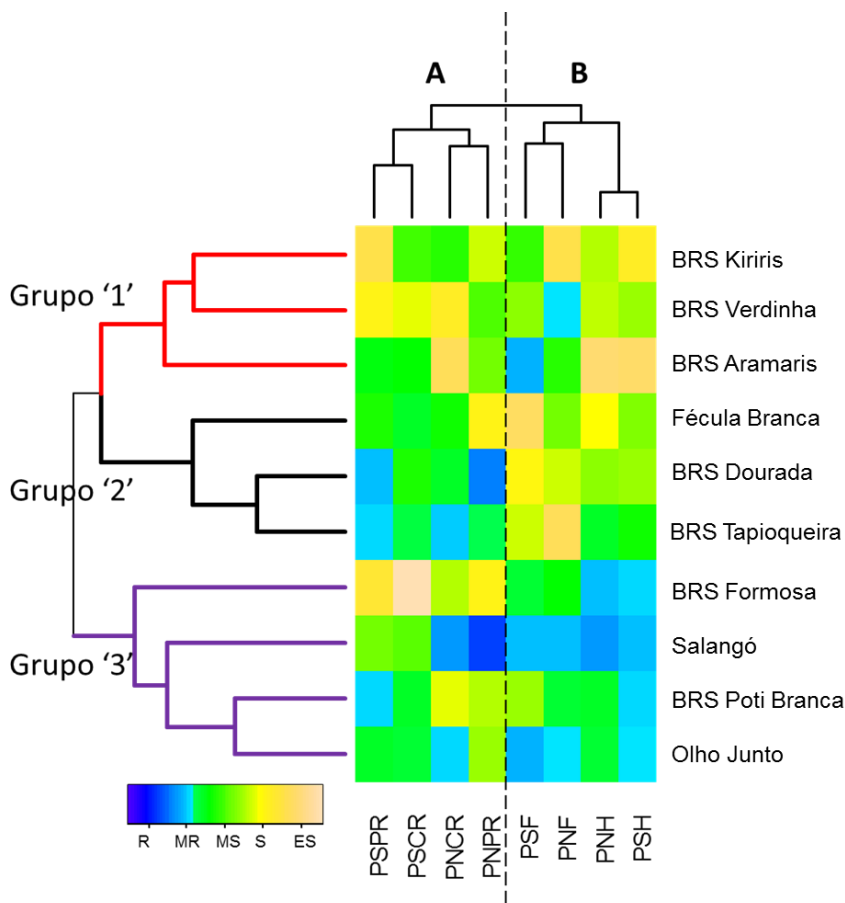 A
B
Grupo ‘1’
Grupo ‘2’
Grupo ‘3’
BRS Kiriris
BRS Verdinha
BRS Aramaris
Fécula Branca
BRS Dourada
BRS Tapioqueira
BRS Formosa
Salangó
BRS Poti Branca
Olho Junto
R MR MS S ES
PSPR
PSCR
PNCR
PNPR
PSF
PNF
PNH
PSH